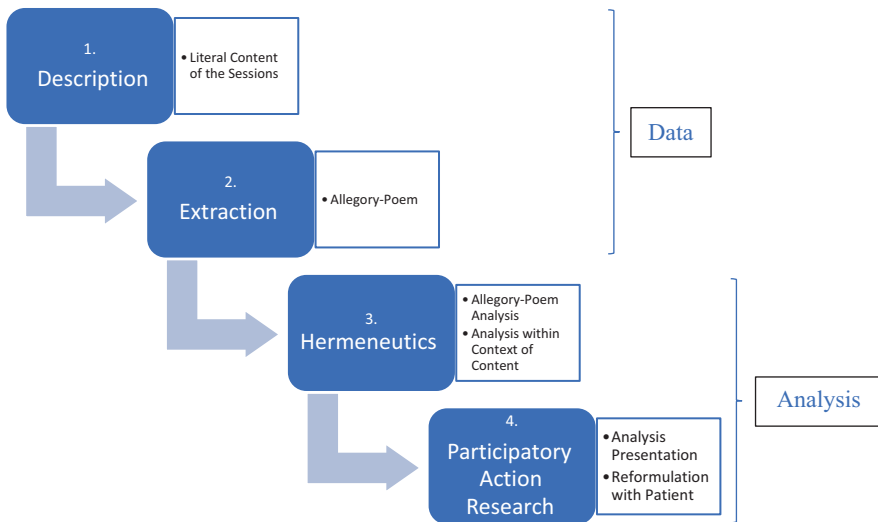 1.
Description
• Literal Content
of the Sessions
Data
2.
Extraction
• Allegory-Poem
3.
Hermeneutics
• Allegory-Poem
Analysis
• Analysis within
Context of
Content
Analysis
4.
Participatory
Action
Research
• Analysis
Presentation
• Reformulation
with Patient